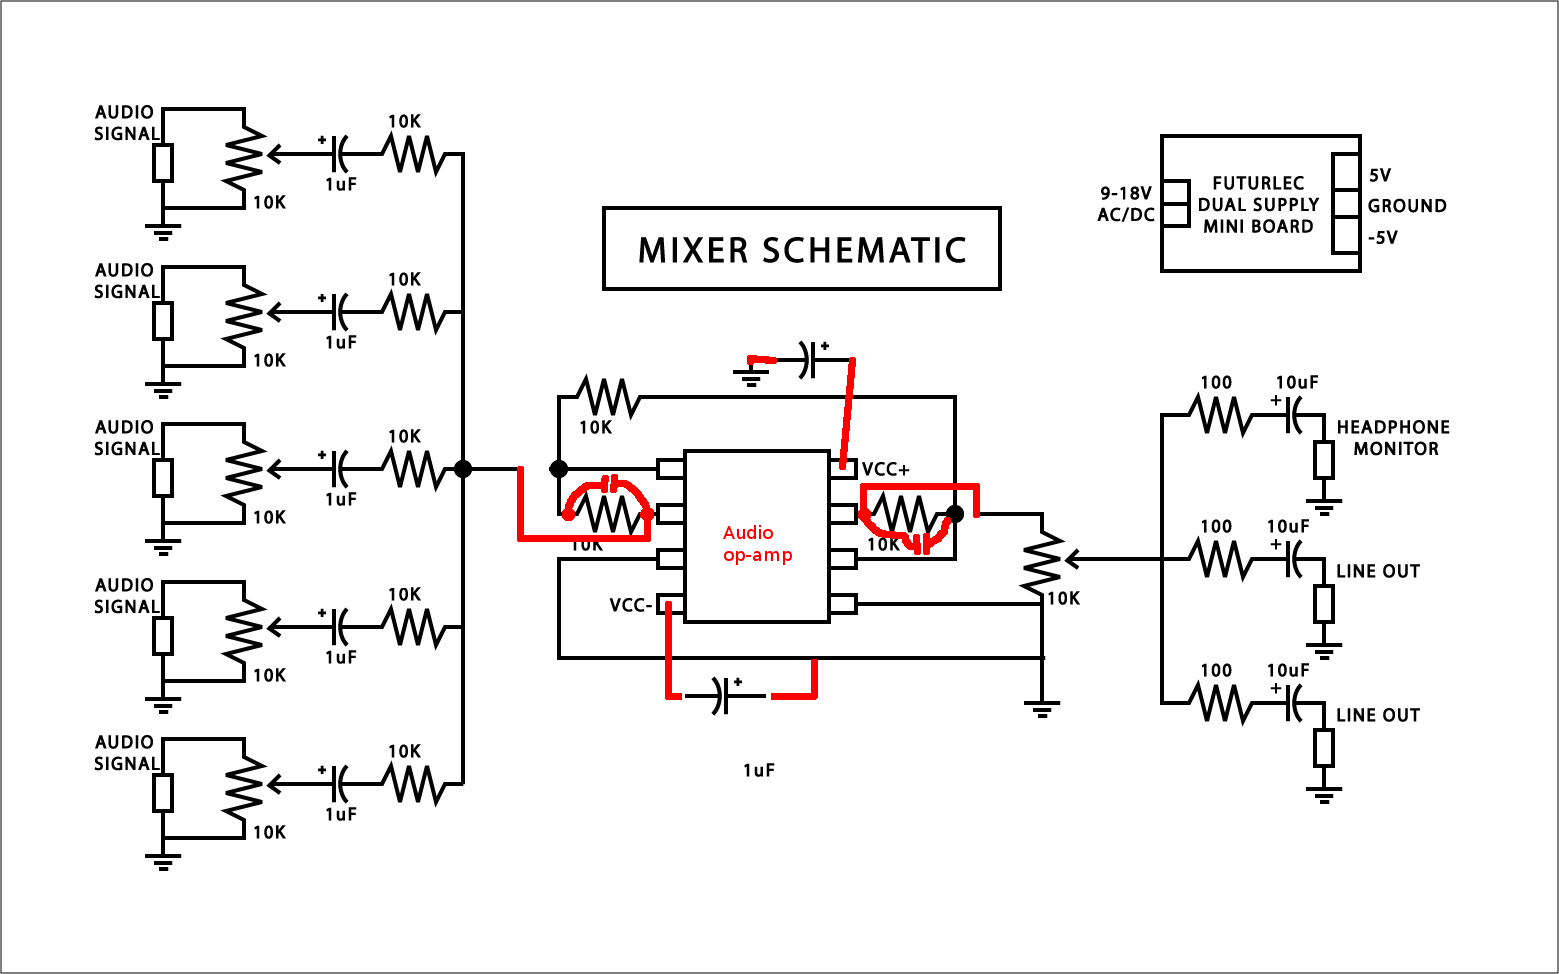 AUDIO
SIGNAL
+
1uF
10K
10K
AUDIO
SIGNAL
+
1uF
10K
10K
AUDIO
SIGNAL
+
1uF
10K
10K
AUDIO
SIGNAL
+
1uF
10K
10K
AUDIO
SIGNAL
+
1uF
10K
10K
MIXER SCHEMATIC
9-18V
AC/DC
FUTURLEC
DUAL SUPPLY
MINI BOARD
5V
GROUND
-5V
+
10K
VCC+
10K
Audio
op-amp
10K
VCC-
+
1uF
10K
100
10uF
+
HEADPHONE
MONITOR
100
10uF
+
LINE OUT
100
10uF
+
LINE OUT